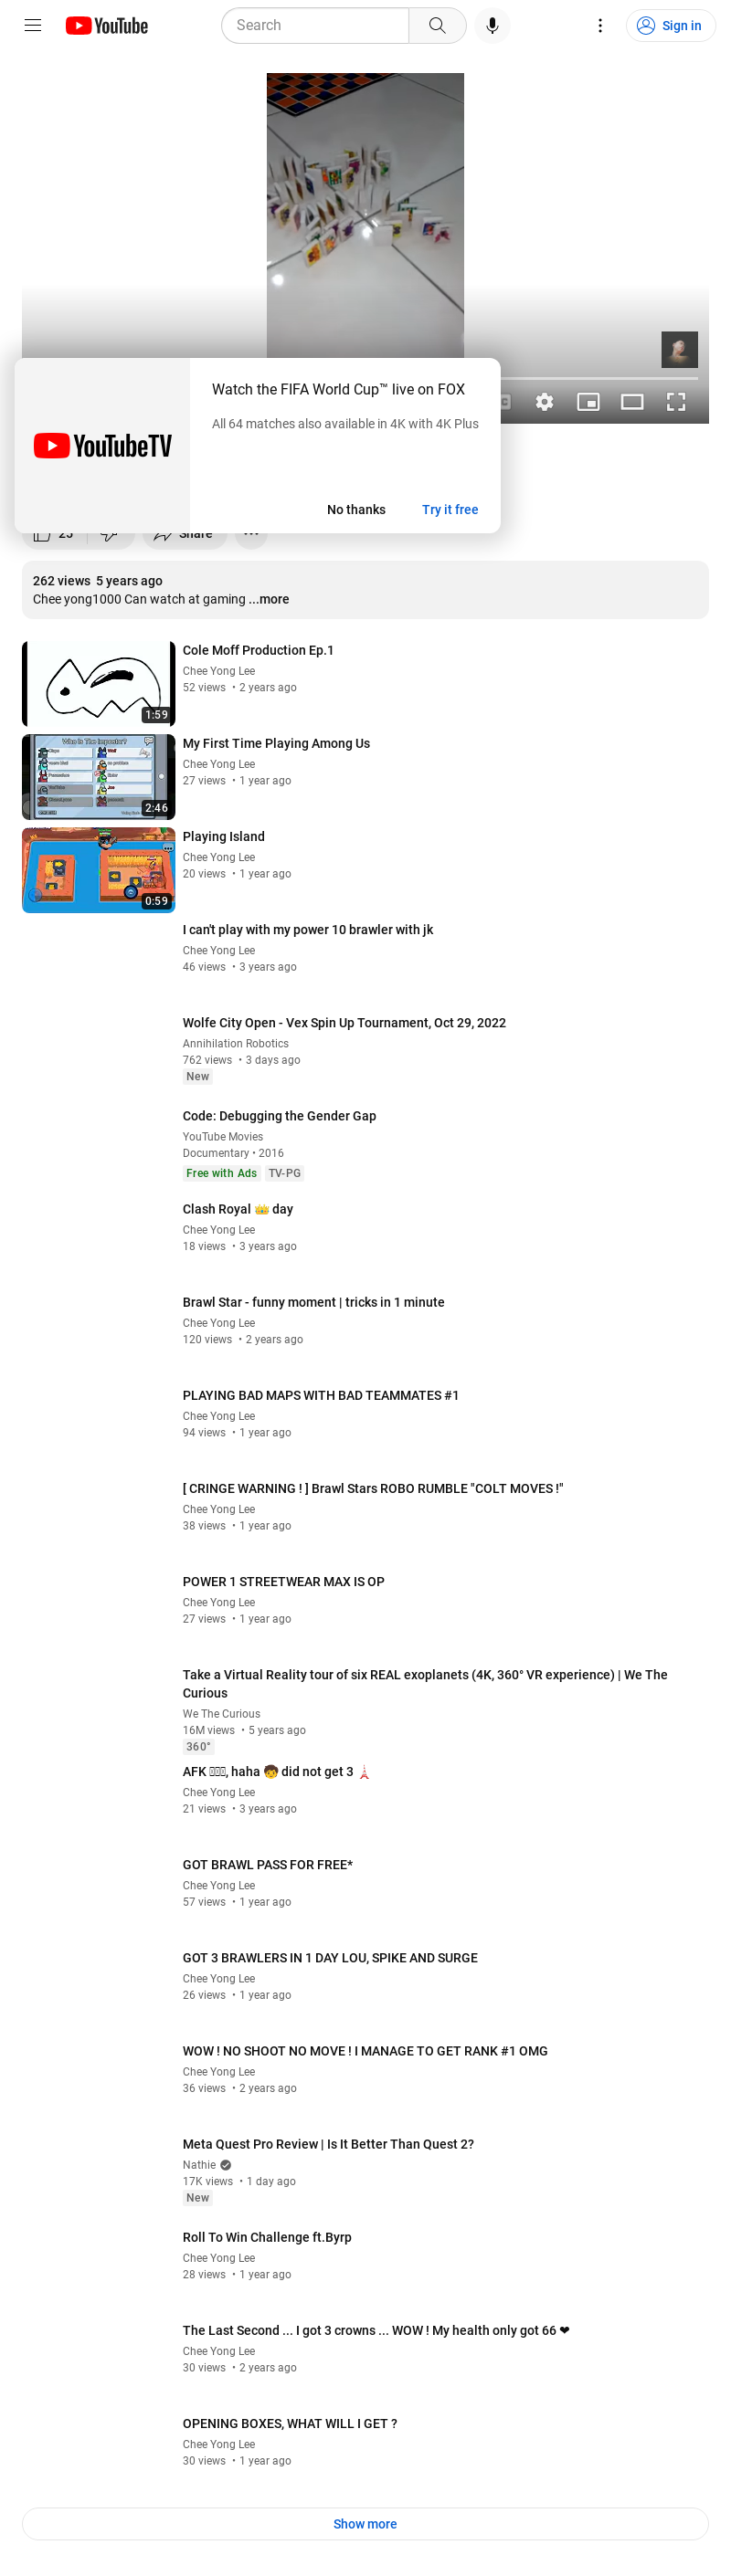 YouTube
Search
Sign in
Watch the FIFA World Cup™ live on FOX
All 64 matches also available in 4K with 4K Plus
YouTubeTV
No thanks
Try it free
25
Share
262 views 5 years ago
Chee yong1000 Can watch at gaming ...more
Cole Moff Production Ep.1
Chee Yong Lee
52 views • 2 years ago
1:59
My First Time Playing Among Us
Chee Yong Lee
27 views • 1 year ago
Who Is The Impostor?
2:46
Playing Island
Chee Yong Lee
20 views • 1 year ago
0:59
I can't play with my power 10 brawler with jk
Chee Yong Lee
46 views • 3 years ago
Wolfe City Open - Vex Spin Up Tournament, Oct 29, 2022
Annihilation Robotics
762 views • 3 days ago
New
Code: Debugging the Gender Gap
YouTube Movies
Documentary • 2016
Free with Ads TV-PG
Clash Royal 👑 day
Chee Yong Lee
18 views • 3 years ago
Brawl Star - funny moment | tricks in 1 minute
Chee Yong Lee
120 views • 2 years ago
PLAYING BAD MAPS WITH BAD TEAMMATES #1
Chee Yong Lee
94 views • 1 year ago
[ CRINGE WARNING ! ] Brawl Stars ROBO RUMBLE "COLT MOVES !"
Chee Yong Lee
38 views • 1 year ago
POWER 1 STREETWEAR MAX IS OP
Chee Yong Lee
27 views • 1 year ago
Take a Virtual Reality tour of six REAL exoplanets (4K, 360° VR experience) | We The
Curious
We The Curious
16M views • 5 years ago
360°
AFK , haha 🧒 did not get 3 🗼
Chee Yong Lee
21 views • 3 years ago
GOT BRAWL PASS FOR FREE*
Chee Yong Lee
57 views • 1 year ago
GOT 3 BRAWLERS IN 1 DAY LOU, SPIKE AND SURGE
Chee Yong Lee
26 views • 1 year ago
WOW ! NO SHOOT NO MOVE ! I MANAGE TO GET RANK #1 OMG
Chee Yong Lee
36 views • 2 years ago
Meta Quest Pro Review | Is It Better Than Quest 2?
Nathie
17K views • 1 day ago
New
Roll To Win Challenge ft.Byrp
Chee Yong Lee
28 views • 1 year ago
The Last Second ... I got 3 crowns ... WOW ! My health only got 66 ❤
Chee Yong Lee
30 views • 2 years ago
OPENING BOXES, WHAT WILL I GET ?
Chee Yong Lee
30 views • 1 year ago
Show more